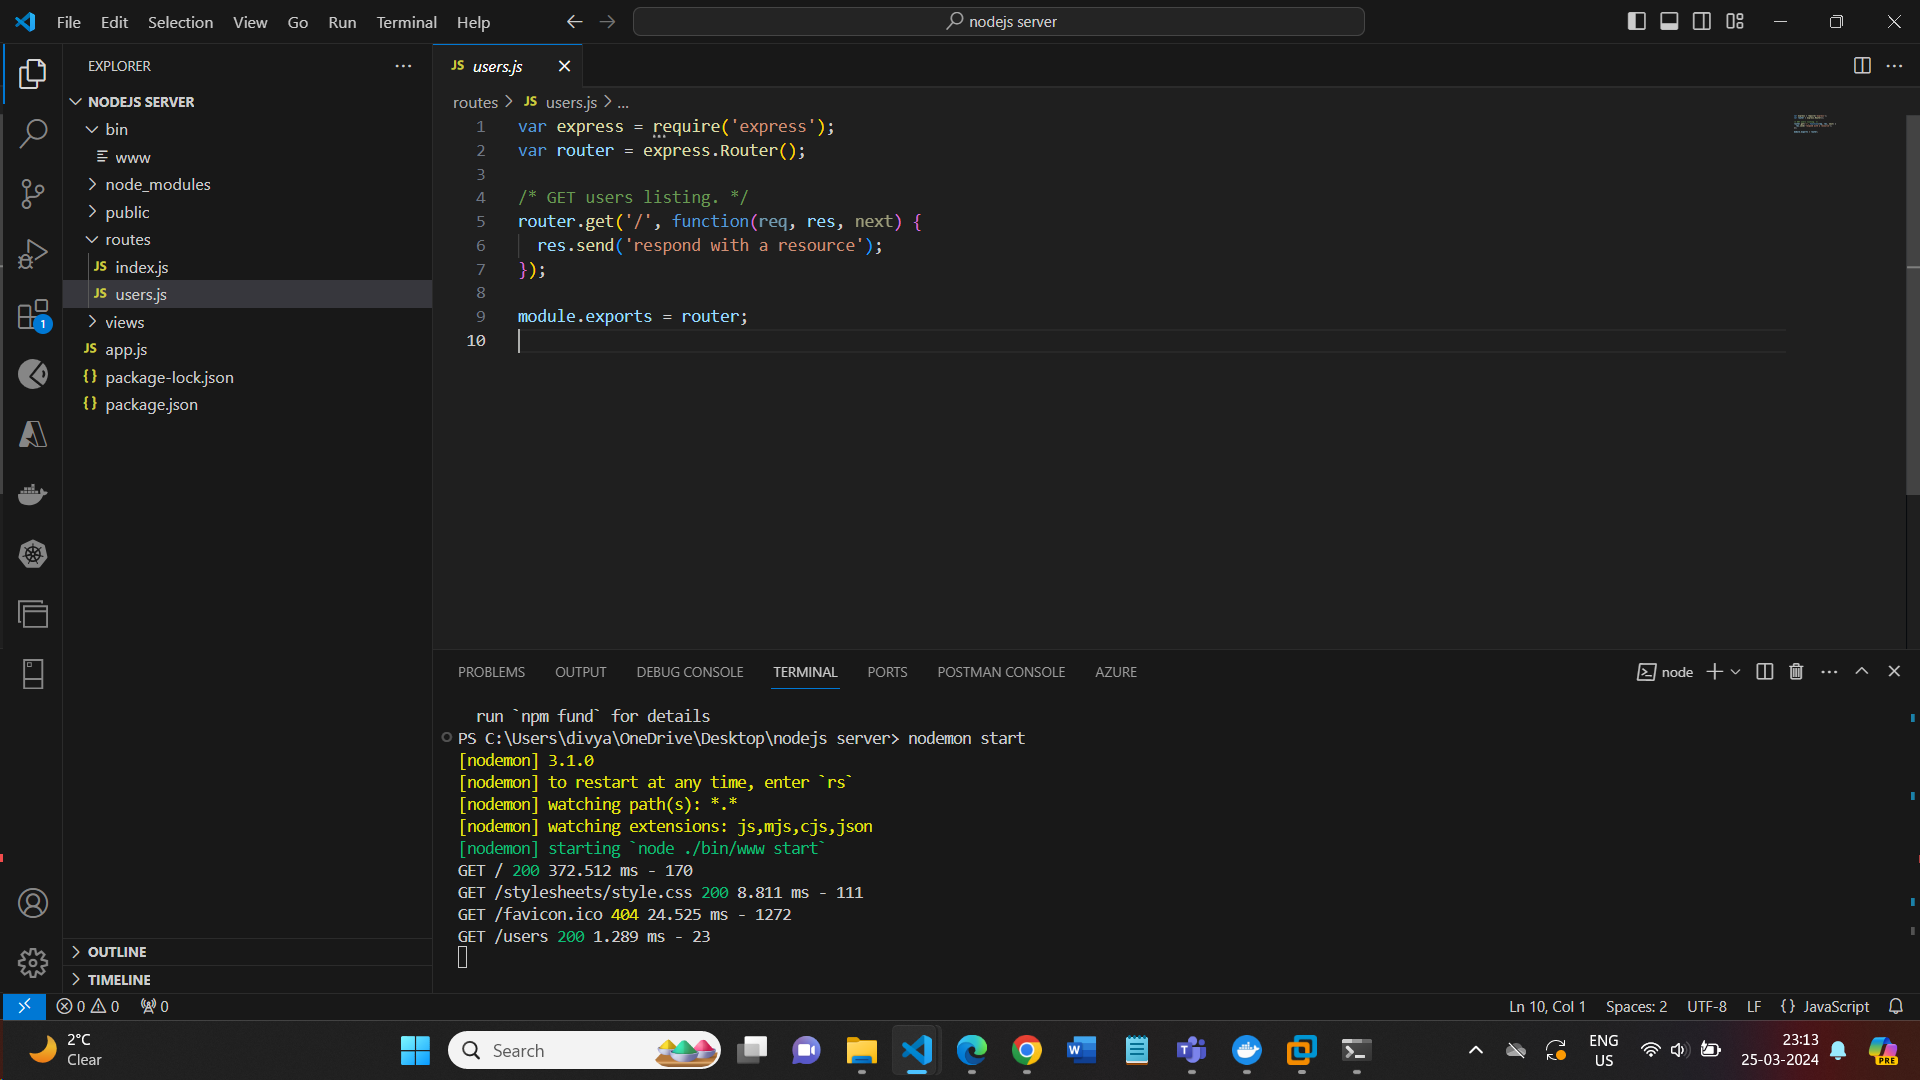 File Edit Selection View Go Run Terminal Help
nodejs server
EXPLORER
NODEJS SERVER
bin
www
node_modules
public
routes
JS index.js
JS users.js
views
JS app.js
{} package-lock.json
{} package.json
OUTLINE
TIMELINE
1
JS users.js
routes > JS users.js > ...
1 var express = require('express');
2 var router = express.Router();
3
4 /* GET users listing. */
5 router.get('/', function(req, res, next) {
6 res.send('respond with a resource');
7 });
8
9 module.exports = router;
10
PROBLEMS OUTPUT DEBUG CONSOLE TERMINAL PORTS POSTMAN CONSOLE AZURE
node
run `npm fund` for details
PS C:\Users\divya\OneDrive\Desktop\nodejs server> nodemon start
[nodemon] 3.1.0
[nodemon] to restart at any time, enter `rs`
[nodemon] watching path(s): *.*
[nodemon] watching extensions: js,mjs,cjs,json
[nodemon] starting `node ./bin/www start`
GET / 200 372.512 ms - 170
GET /stylesheets/style.css 200 8.811 ms - 111
GET /favicon.ico 404 24.525 ms - 1272
GET /users 200 1.289 ms - 23
0 0 0
Ln 10, Col 1 Spaces: 2 UTF-8 LF {} JavaScript
2°C
Clear
Search
ENG
US
23:13
25-03-2024
PRE